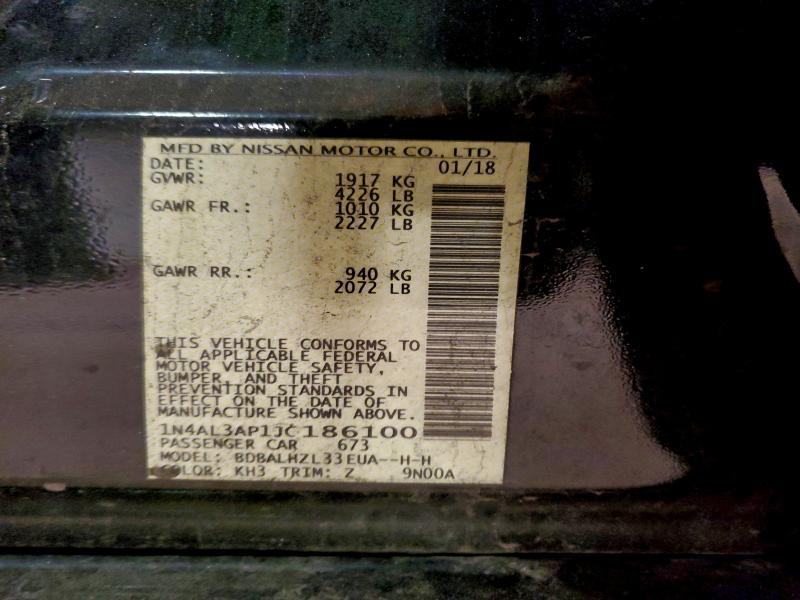 MFD BY NISSAN MOTOR CO., LTD.
DATE: 01/18
GVWR: 1917 KG
4226 LB
GAWR FR.: 1010 KG
2227 LB
GAWR RR.: 940 KG
2072 LB
THIS VEHICLE CONFORMS TO
ALL APPLICABLE FEDERAL
MOTOR VEHICLE SAFETY,
BUMPER, AND THEFT
PREVENTION STANDARDS IN
EFFECT ON THE DATE OF
MANUFACTURE SHOWN ABOVE.
1N4AL3AP1JC186100
PASSENGER CAR 673
MODEL: BDBALHZL33EUA--H-H
COLOR: KH3 TRIM: Z 9N00A